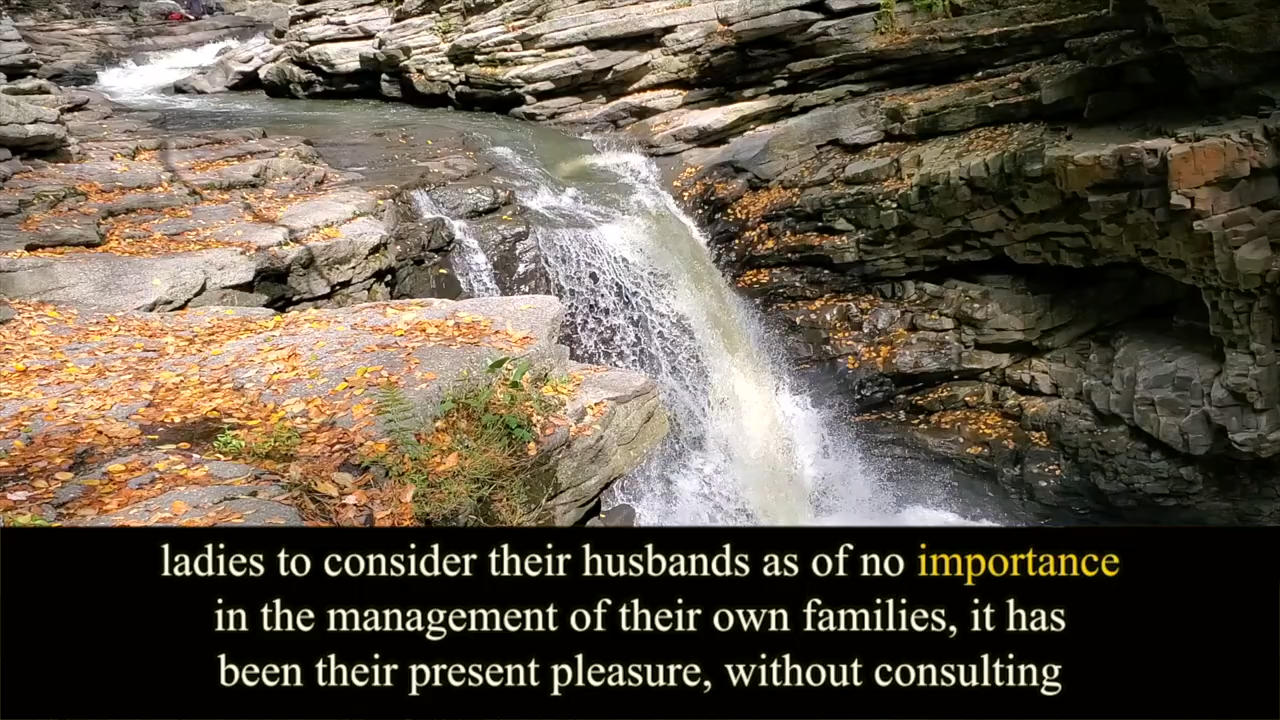 ladies to consider their husbands as of no importance
in the management of their own families, it has
been their present pleasure, without consulting